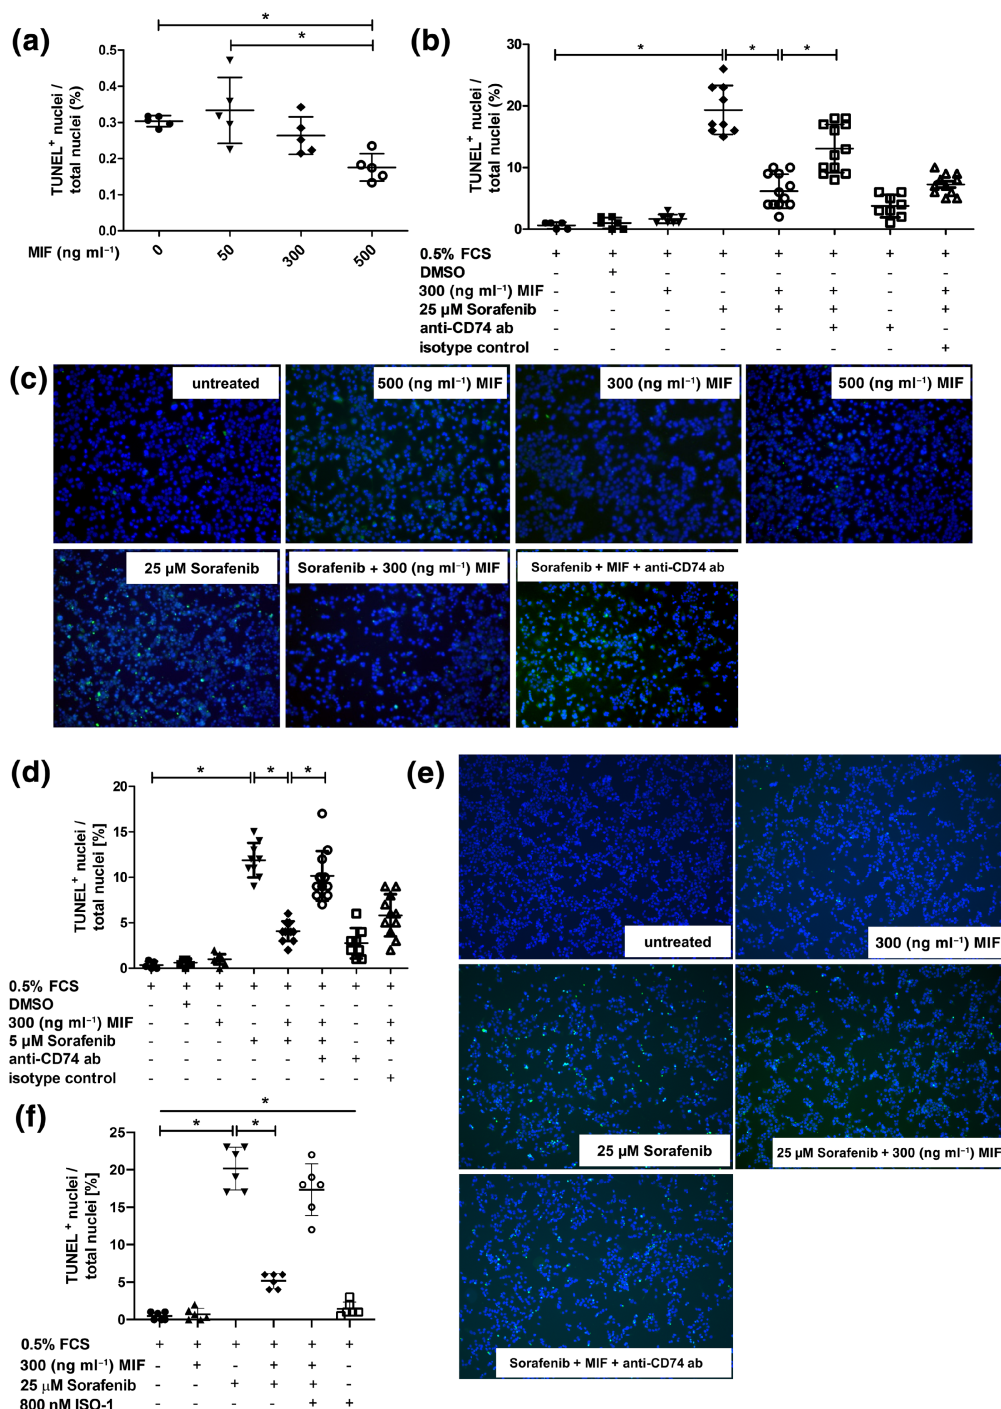 (a)
*
*
TUNEL⁺ nuclei /
total nuclei (%)
0.5
0.4
0.3
0.2
0.1
0.0
MIF (ng ml⁻¹)
0
50
300
500
(b)
*
*
*
TUNEL⁺ nuclei /
total nuclei (%)
30
20
10
0
0.5% FCS + + + + + + + +
DMSO - + - - - - - -
300 (ng ml⁻¹) MIF - - + - + + - +
25 µM Sorafenib - - - + + + - +
anti-CD74 ab - - - - - + + -
isotype control - - - - - - - +
(c)
untreated
500 (ng ml⁻¹) MIF
300 (ng ml⁻¹) MIF
500 (ng ml⁻¹) MIF
25 µM Sorafenib
Sorafenib + 300 (ng ml⁻¹) MIF
Sorafenib + MIF + anti-CD74 ab
(d)
*
*
*
TUNEL⁺ nuclei /
total nuclei [%]
20
15
10
5
0
0.5% FCS + + + + + + + +
DMSO - + - - - - - -
300 (ng ml⁻¹) MIF - - + - + + - +
5 µM Sorafenib - - - + + + - +
anti-CD74 ab - - - - - + + -
isotype control - - - - - - - +
(e)
untreated
300 (ng ml⁻¹) MIF
25 µM Sorafenib
25 µM Sorafenib + 300 (ng ml⁻¹) MIF
Sorafenib + MIF + anti-CD74 ab
(f)
*
*
*
TUNEL⁺ nuclei /
total nuclei [%]
25
20
15
10
5
0
0.5% FCS + + + + + +
300 (ng ml⁻¹) MIF - + - + + -
25 µM Sorafenib - - + + + -
800 nM ISO-1 - - - - + +